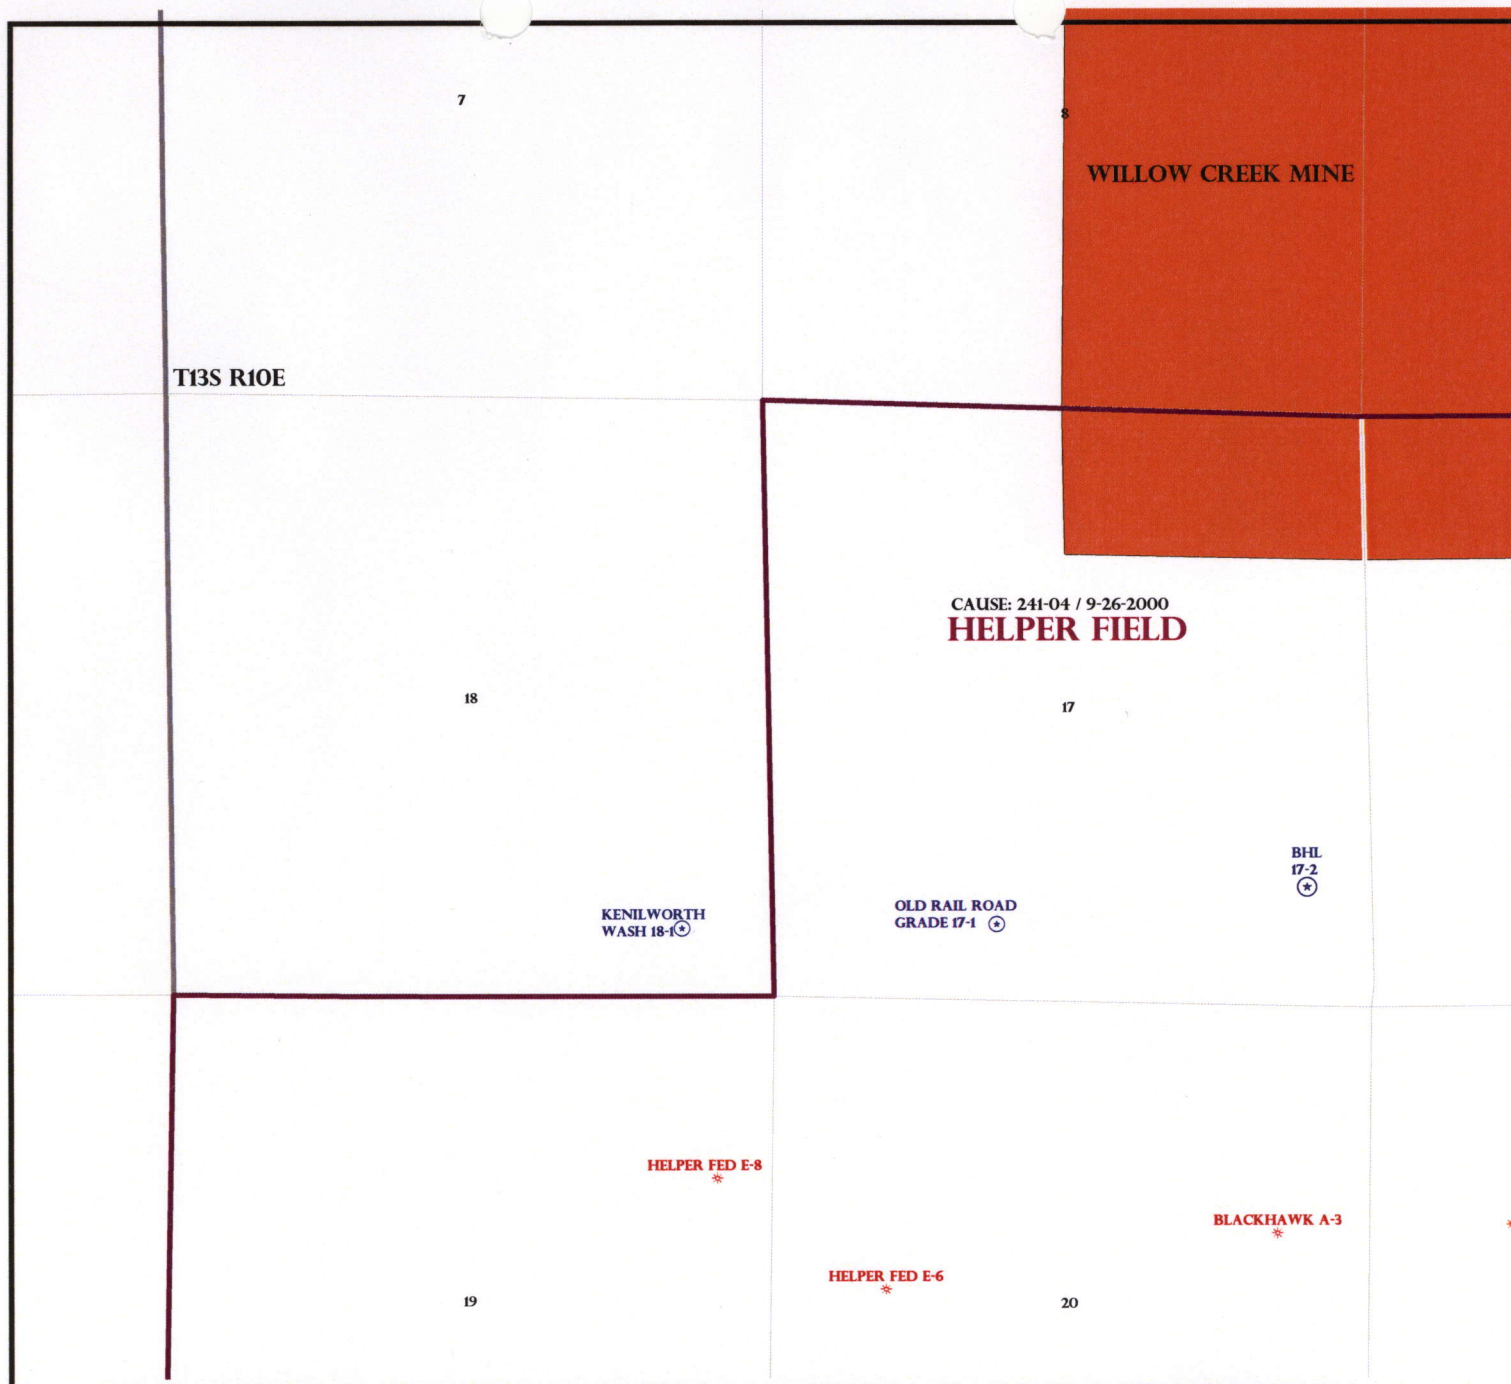 7
8
WILLOW CREEK MINE
T13S R10E
CAUSE: 241-04 / 9-26-2000
HELPER FIELD
18
17
BHL
17-2
OLD RAIL ROAD
GRADE 17-1
KENILWORTH
WASH 18-1
HELPER FED E-8
BLACKHAWK A-3
HELPER FED E-6
19
20